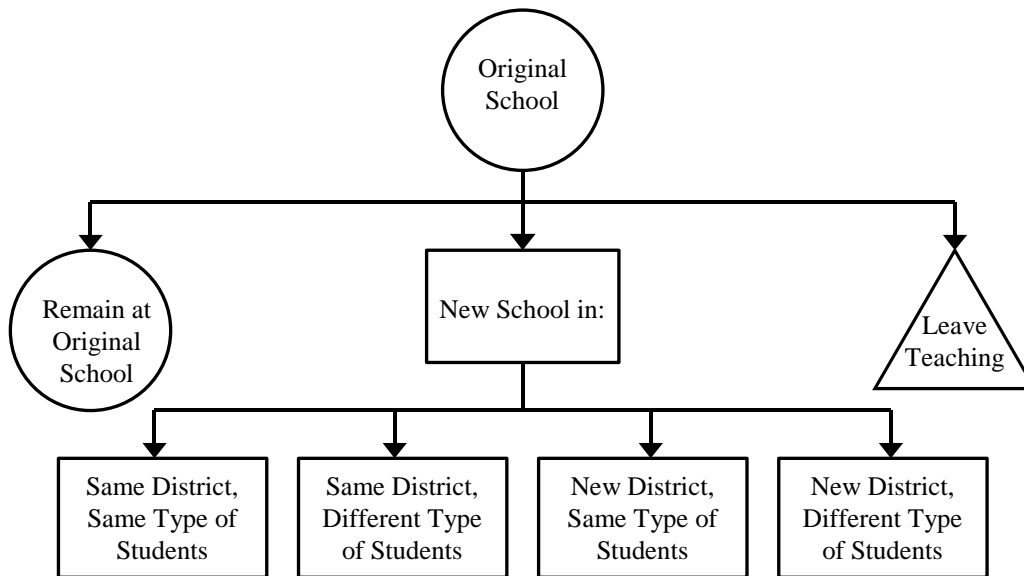 Original
School
Remain at
Original
School
New School in:
Leave
Teaching
Same District,
Same Type of
Students
Same District,
Different Type
of Students
New District,
Same Type of
Students
New District,
Different Type
of Students